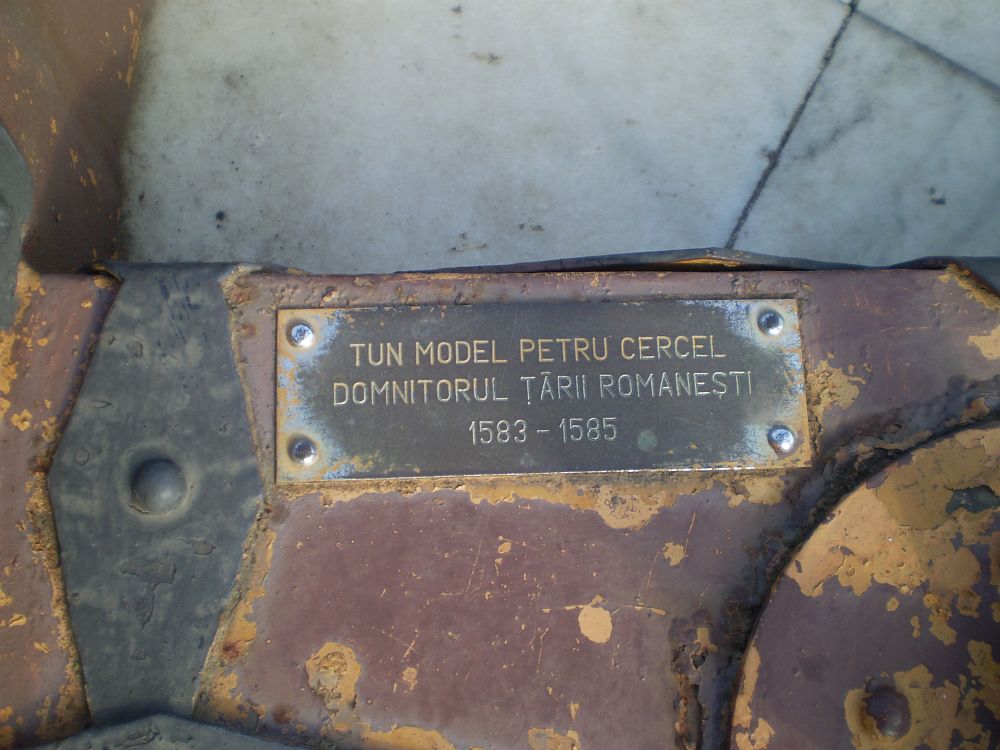 TUN MODEL PETRU CERCEL
DOMNITORUL ȚĂRII ROMANEȘTI
1583 - 1585